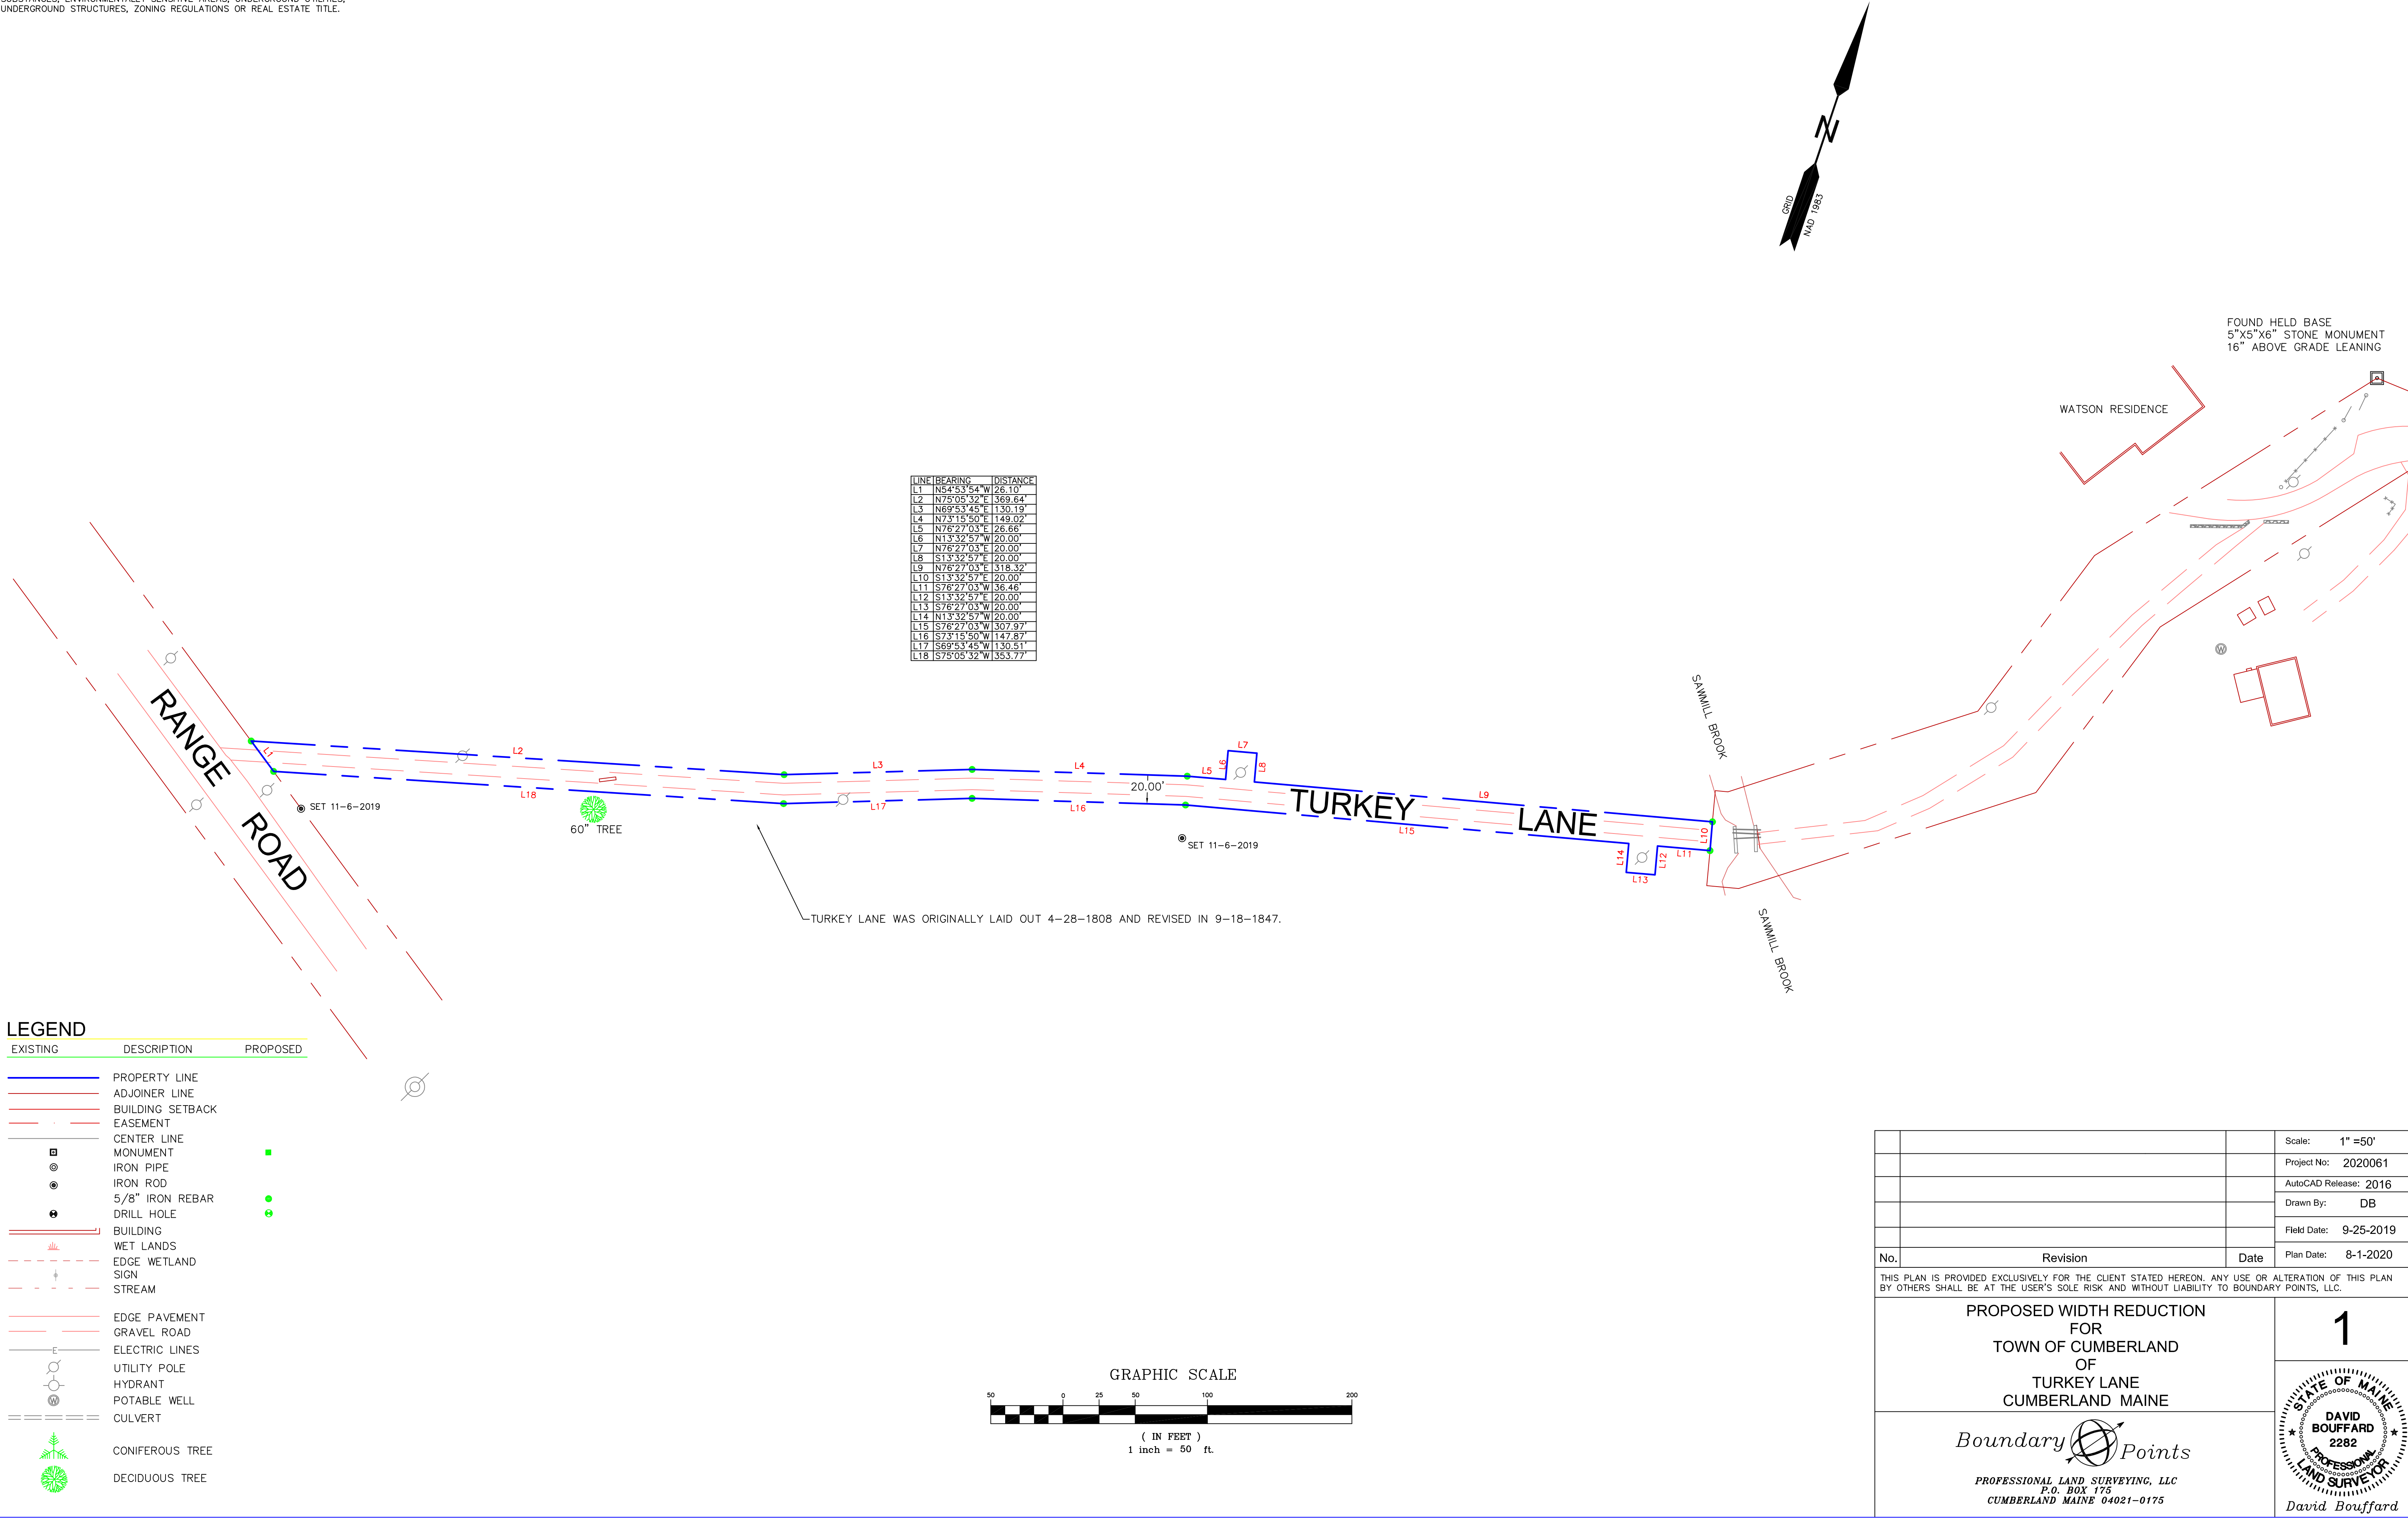 UNDERGROUND STRUCTURES, ZONING REGULATIONS OR REAL ESTATE TITLE.
N
GRID
NAD 1983
FOUND HELD BASE
5"X5"X6" STONE MONUMENT
16" ABOVE GRADE LEANING
WATSON RESIDENCE
LINE BEARING DISTANCE
L1 N54°53'54"W 26.10'
L2 N75°05'32"E 369.64'
L3 N69°53'45"E 130.19'
L4 N73°15'50"E 149.02'
L5 N76°27'03"E 26.66'
L6 N13°32'57"W 20.00'
L7 N76°27'03"E 20.00'
L8 S13°32'57"E 20.00'
L9 N76°27'03"E 318.32'
L10 S13°32'57"E 20.00'
L11 S76°27'03"W 36.46'
L12 S13°32'57"E 20.00'
L13 S76°27'03"W 20.00'
L14 N13°32'57"W 20.00'
L15 S76°27'03"W 307.97'
L16 S73°15'50"W 147.87'
L17 S69°53'45"W 130.51'
L18 S75°05'32"W 353.77'
W
SAWMILL BROOK
RANGE ROAD
L1
L2
L3
L4
L5
L6
L7
L8
L9
L10
L11
L12
L13
L14
L15
L16
L17
L18
20.00'
TURKEY LANE
SET 11-6-2019
60" TREE
SET 11-6-2019
TURKEY LANE WAS ORIGINALLY LAID OUT 4-28-1808 AND REVISED IN 9-18-1847.
SAWMILL BROOK
LEGEND
EXISTING DESCRIPTION PROPOSED
PROPERTY LINE
ADJOINER LINE
BUILDING SETBACK
EASEMENT
CENTER LINE
MONUMENT
IRON PIPE
IRON ROD
5/8" IRON REBAR
DRILL HOLE
BUILDING
WET LANDS
EDGE WETLAND
SIGN
STREAM
EDGE PAVEMENT
GRAVEL ROAD
E ELECTRIC LINES
UTILITY POLE
HYDRANT
W POTABLE WELL
CULVERT
CONIFEROUS TREE
DECIDUOUS TREE
GRAPHIC SCALE
50 0 25 50 100 200
( IN FEET )
1 inch = 50 ft.
Scale: 1" =50'
Project No: 2020061
AutoCAD Release: 2016
Drawn By: DB
Field Date: 9-25-2019
Plan Date: 8-1-2020
No. Revision Date
THIS PLAN IS PROVIDED EXCLUSIVELY FOR THE CLIENT STATED HEREON. ANY USE OR ALTERATION OF THIS PLAN
BY OTHERS SHALL BE AT THE USER'S SOLE RISK AND WITHOUT LIABILITY TO BOUNDARY POINTS, LLC.
PROPOSED WIDTH REDUCTION
FOR
TOWN OF CUMBERLAND
OF
TURKEY LANE
CUMBERLAND MAINE
1
Boundary Points
PROFESSIONAL LAND SURVEYING, LLC
P.O. BOX 175
CUMBERLAND MAINE 04021-0175
STATE OF MAINE
DAVID
BOUFFARD
2282
PROFESSIONAL
LAND SURVEYOR
David Bouffard